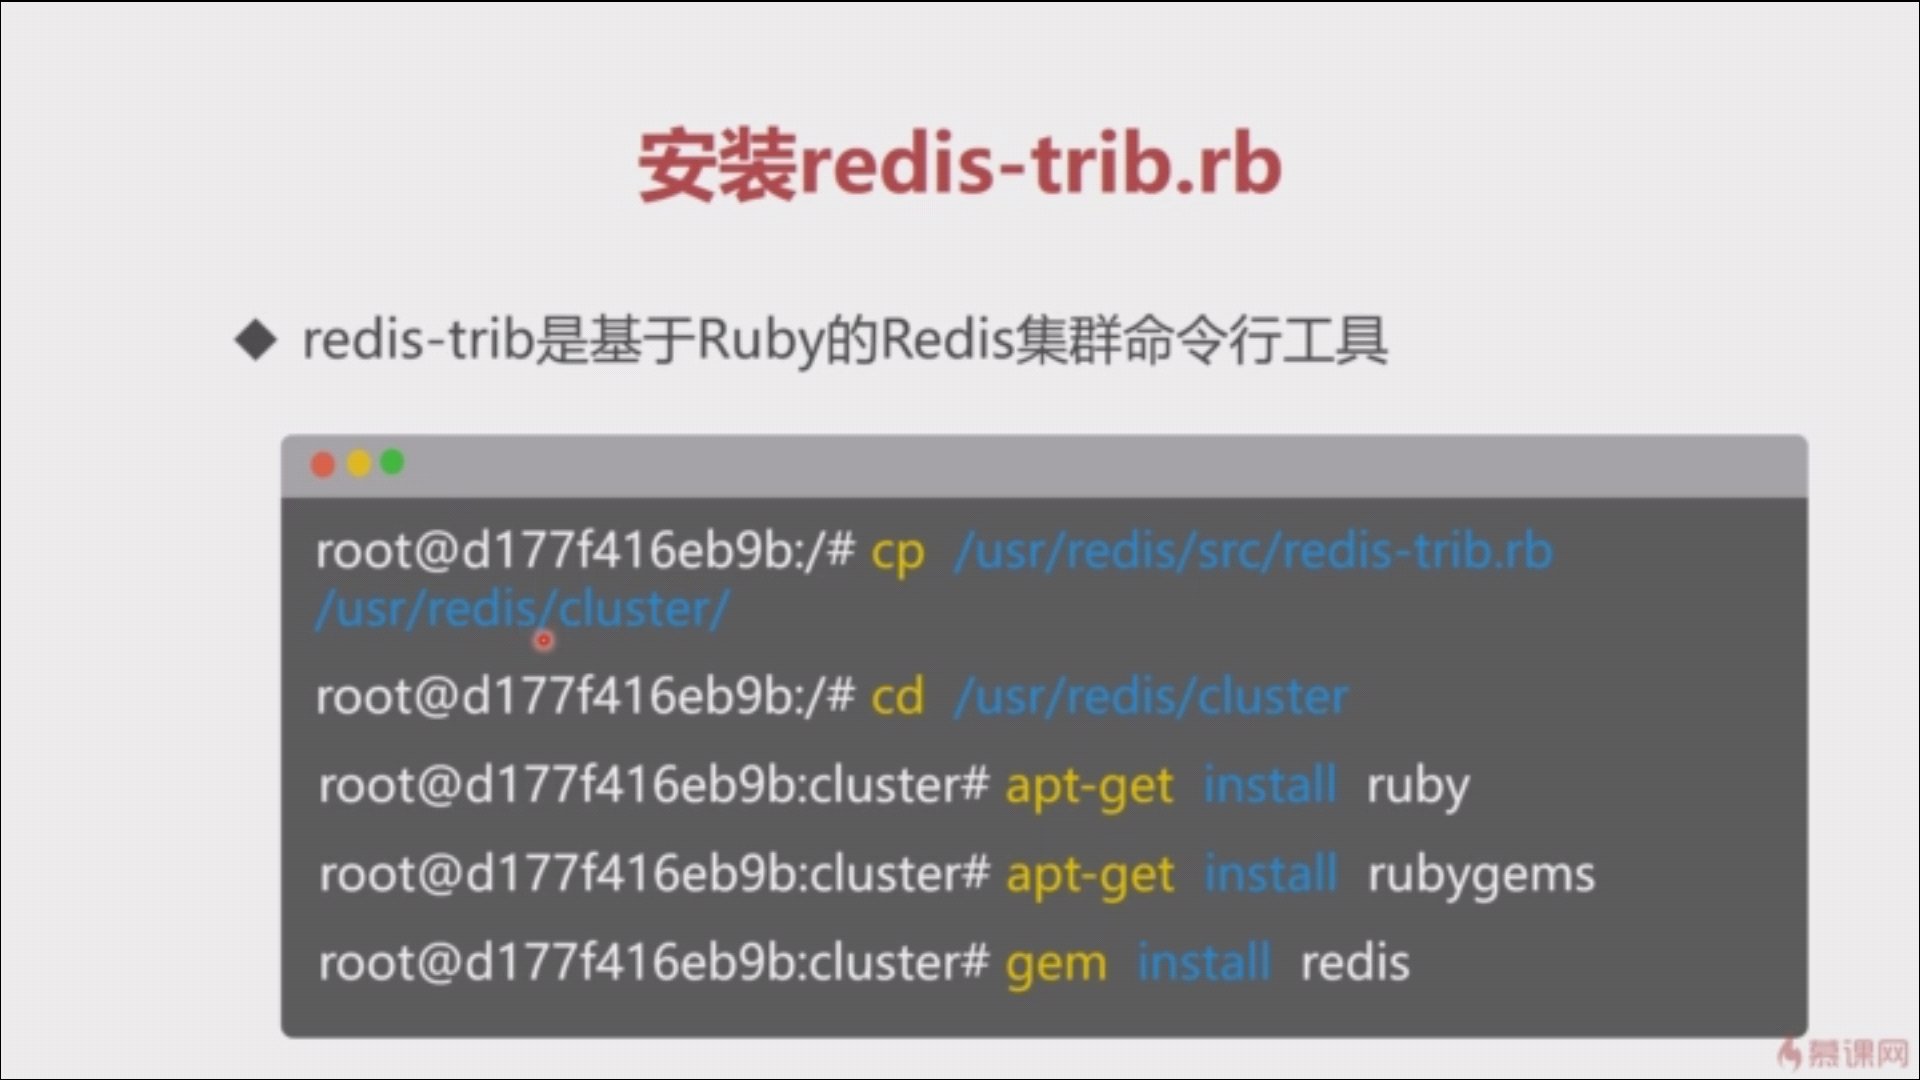 安装redis-trib.rb
redis-trib是基于Ruby的Redis集群命令行工具
root@d177f416eb9b:/# cp /usr/redis/src/redis-trib.rb
/usr/redis/cluster/
root@d177f416eb9b:/# cd /usr/redis/cluster
root@d177f416eb9b:cluster# apt-get install ruby
root@d177f416eb9b:cluster# apt-get install rubygems
root@d177f416eb9b:cluster# gem install redis
慕课网